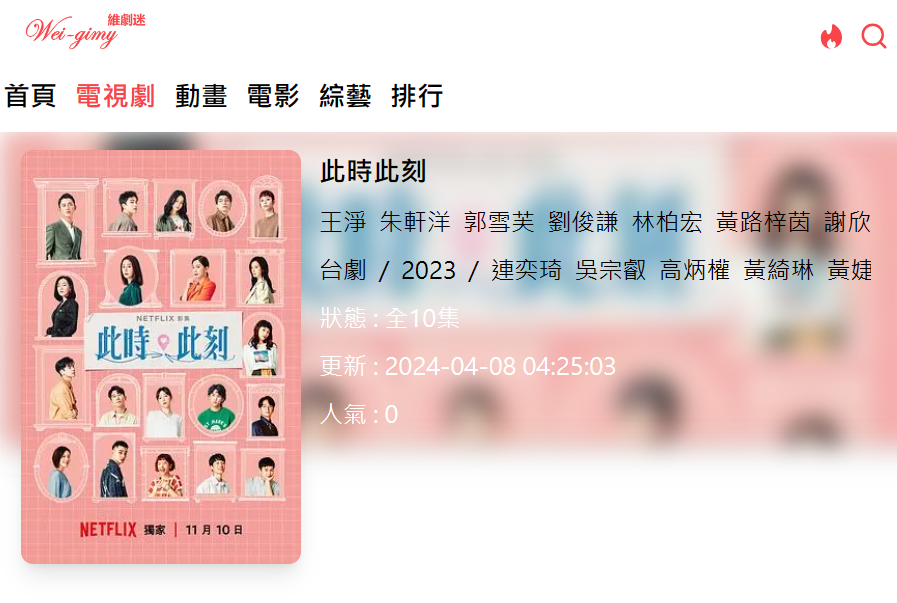 維劇迷
Wei-gimy
首頁 電視劇 動畫 電影 綜藝 排行
此時此刻
王淨 朱軒洋 郭雪芙 劉俊謙 林柏宏 黃路梓茵 謝欣
台劇 / 2023 / 連奕琦 吳宗叡 高炳權 黃綺琳 黃婕
狀態 : 全10集
更新 : 2024-04-08 04:25:03
人氣 : 0
NETFLIX 影集
此時 此刻
NETFLIX 獨家 | 11 月 10 日